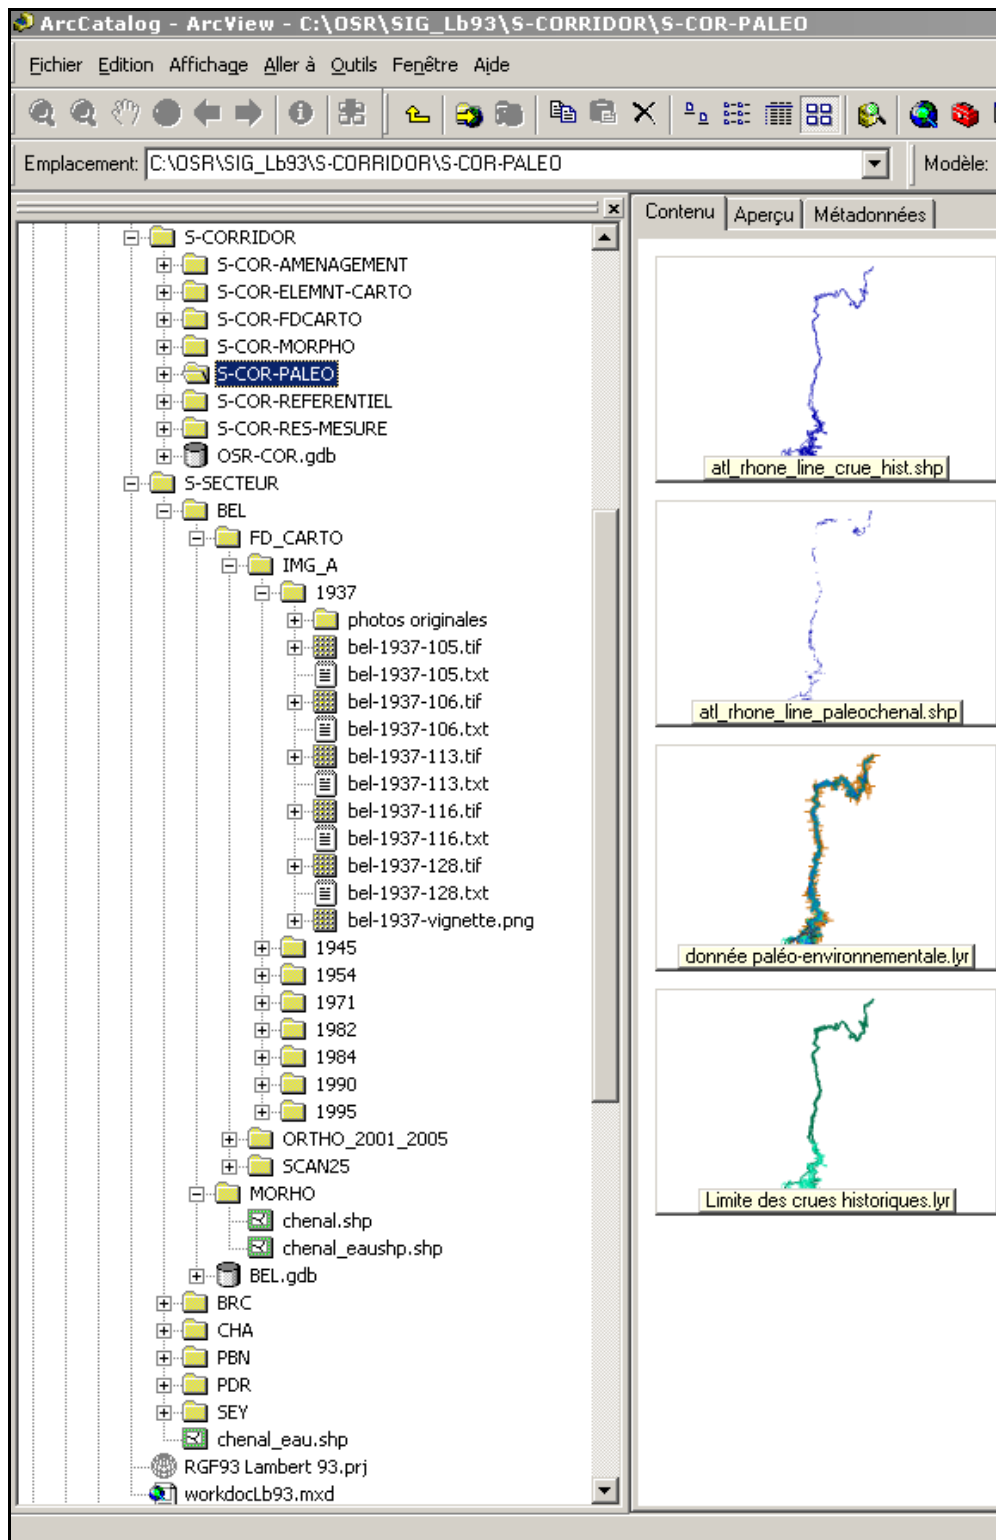 ArcCatalog - ArcView - C:\OSR\SIG_Lb93\S-CORRIDOR\S-COR-PALEO
Fichier Edition Affichage Aller à Outils Fenêtre Aide
Emplacement: C:\OSR\SIG_Lb93\S-CORRIDOR\S-COR-PALEO Modèle:
Contenu Aperçu Métadonnées
S-CORRIDOR
S-COR-AMENAGEMENT
S-COR-ELEMNT-CARTO
S-COR-FDCARTO
S-COR-MORPHO
S-COR-PALEO
S-COR-REFERENTIEL
S-COR-RES-MESURE
OSR-COR.gdb
S-SECTEUR
BEL
FD_CARTO
IMG_A
1937
photos originales
bel-1937-105.tif
bel-1937-105.txt
bel-1937-106.tif
bel-1937-106.txt
bel-1937-113.tif
bel-1937-113.txt
bel-1937-116.tif
bel-1937-116.txt
bel-1937-128.tif
bel-1937-128.txt
bel-1937-vignette.png
1945
1954
1971
1982
1984
1990
1995
ORTHO_2001_2005
SCAN25
MORHO
chenal.shp
chenal_eaushp.shp
BEL.gdb
BRC
CHA
PBN
PDR
SEY
chenal_eau.shp
RGF93 Lambert 93.prj
workdocLb93.mxd
atl_rhone_line_crue_hist.shp
atl_rhone_line_paleochenal.shp
donnée paléo-environnementale.lyr
Limite des crues historiques.lyr